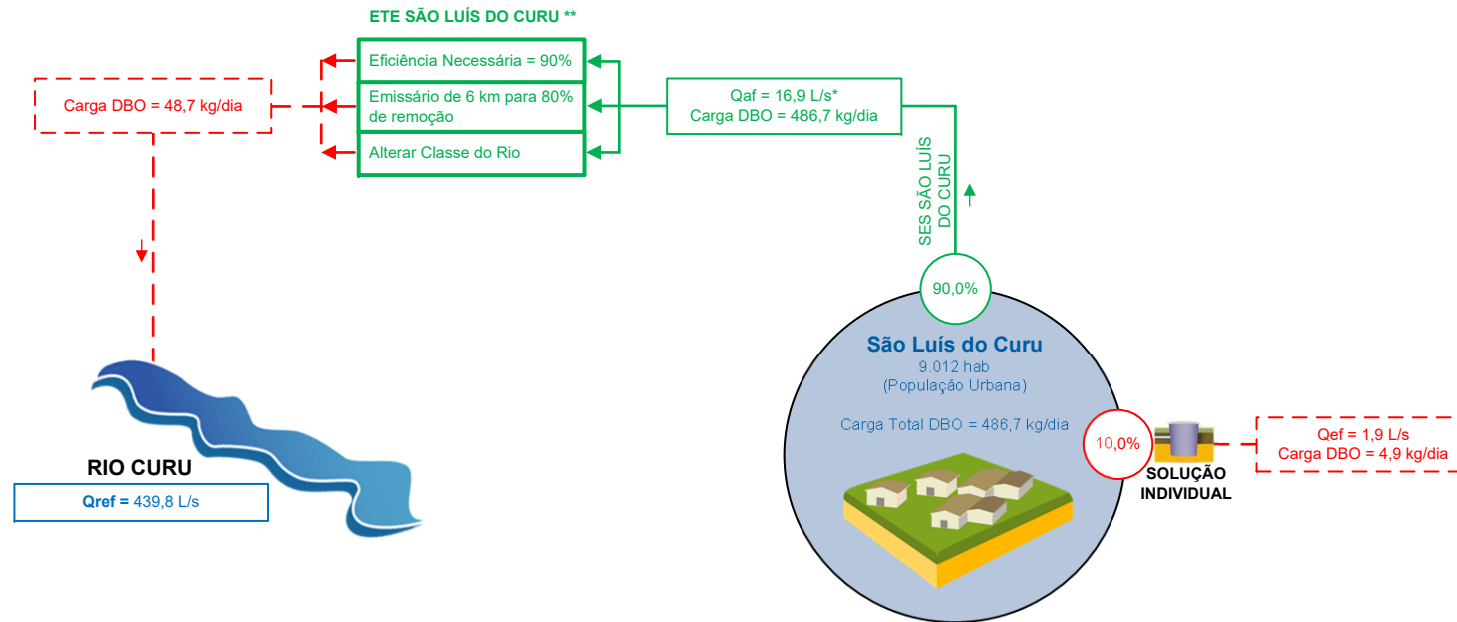 ETE SÃO LUÍS DO CURU **
Eficiência Necessária = 90%
Emissário de 6 km para 80%
de remoção
Alterar Classe do Rio
Carga DBO = 48,7 kg/dia
Qaf = 16,9 L/s*
Carga DBO = 486,7 kg/dia
SES SÃO LUÍS
DO CURU
90,0%
São Luís do Curu
9.012 hab
(População Urbana)
Carga Total DBO = 486,7 kg/dia
10,0%
SOLUÇÃO
INDIVIDUAL
Qef = 1,9 L/s
Carga DBO = 4,9 kg/dia
RIO CURU
Qref = 439,8 L/s